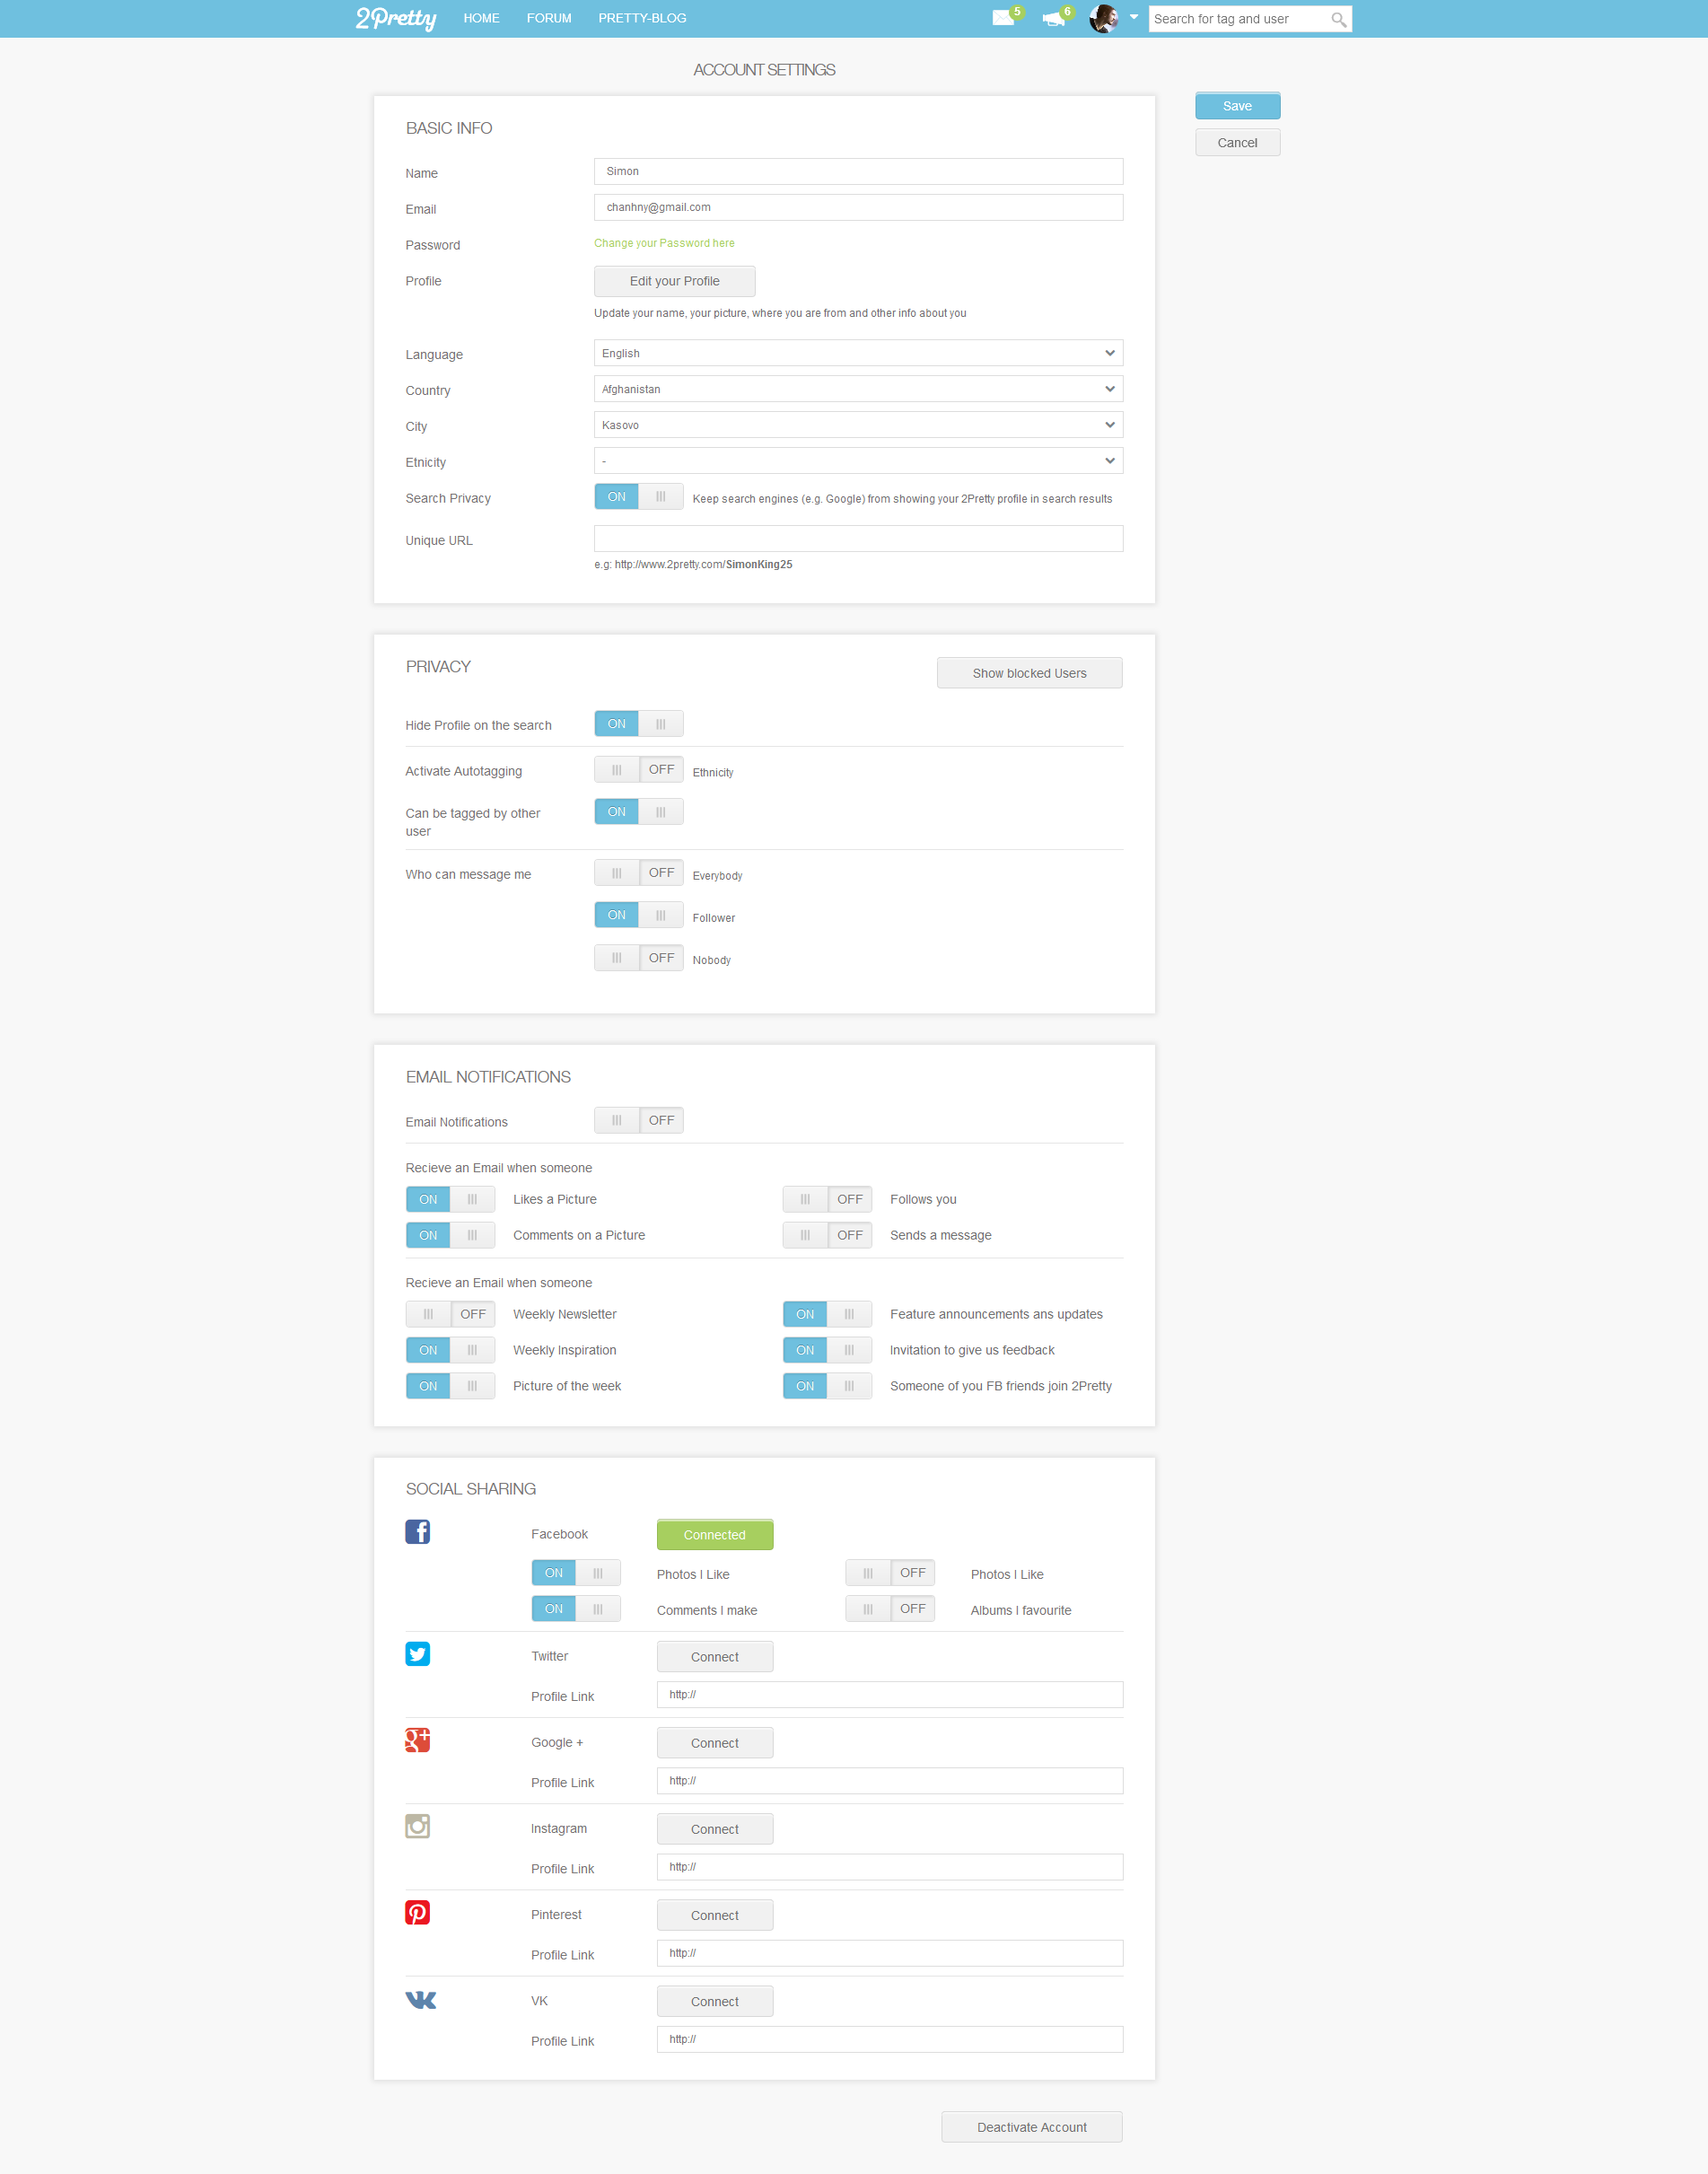 2Pretty HOME FORUM PRETTY-BLOG 5 6 Search for tag and user
ACCOUNT SETTINGS
Save
Cancel
BASIC INFO
Name Simon
Email chanhny@gmail.com
Password Change your Password here
Profile Edit your Profile
Update your name, your picture, where you are from and other info about you
Language English
Country Afghanistan
City Kasovo
Etnicity -
Search Privacy ON Keep search engines (e.g. Google) from showing your 2Pretty profile in search results
Unique URL
e.g: http://www.2pretty.com/SimonKing25
PRIVACY Show blocked Users
Hide Profile on the search ON
Activate Autotagging OFF Ethnicity
Can be tagged by other ON
user
Who can message me OFF Everybody
ON Follower
OFF Nobody
EMAIL NOTIFICATIONS
Email Notifications OFF
Recieve an Email when someone
ON Likes a Picture OFF Follows you
ON Comments on a Picture OFF Sends a message
Recieve an Email when someone
OFF Weekly Newsletter ON Feature announcements ans updates
ON Weekly Inspiration ON Invitation to give us feedback
ON Picture of the week ON Someone of you FB friends join 2Pretty
SOCIAL SHARING
Facebook Connected
ON Photos I Like OFF Photos I Like
ON Comments I make OFF Albums I favourite
Twitter Connect
Profile Link http://
Google + Connect
Profile Link http://
Instagram Connect
Profile Link http://
Pinterest Connect
Profile Link http://
VK Connect
Profile Link http://
Deactivate Account